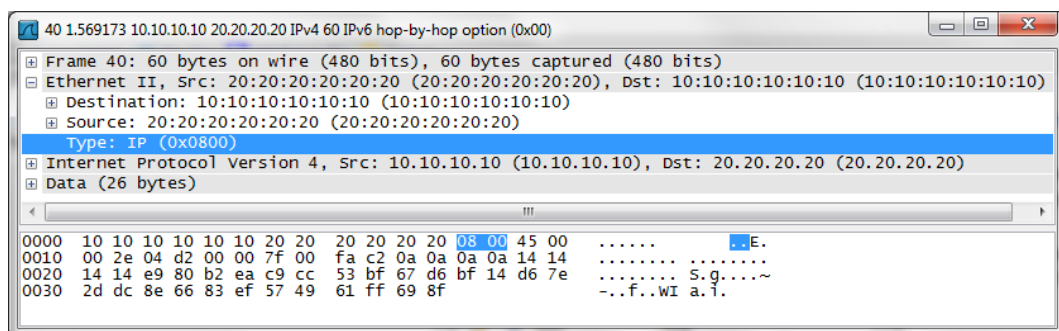 40 1.569173 10.10.10.10 20.20.20.20 IPv4 60 IPv6 hop-by-hop option (0x00)
Frame 40: 60 bytes on wire (480 bits), 60 bytes captured (480 bits)
Ethernet II, Src: 20:20:20:20:20:20 (20:20:20:20:20:20), Dst: 10:10:10:10:10:10 (10:10:10:10:10:10)
Destination: 10:10:10:10:10:10 (10:10:10:10:10:10)
Source: 20:20:20:20:20:20 (20:20:20:20:20:20)
Type: IP (0x0800)
Internet Protocol Version 4, Src: 10.10.10.10 (10.10.10.10), Dst: 20.20.20.20 (20.20.20.20)
Data (26 bytes)
0000 10 10 10 10 10 10 20 20 20 20 20 20 08 00 45 00 ...... ..E.
0010 00 2e 04 d2 00 00 7f 00 fa c2 0a 0a 0a 0a 14 14 ........ ........
0020 14 14 e9 80 b2 ea c9 cc 53 bf 67 d6 bf 14 d6 7e ........ S.g....~
0030 2d dc 8e 66 83 ef 57 49 61 ff 69 8f -..f..WI a.i.